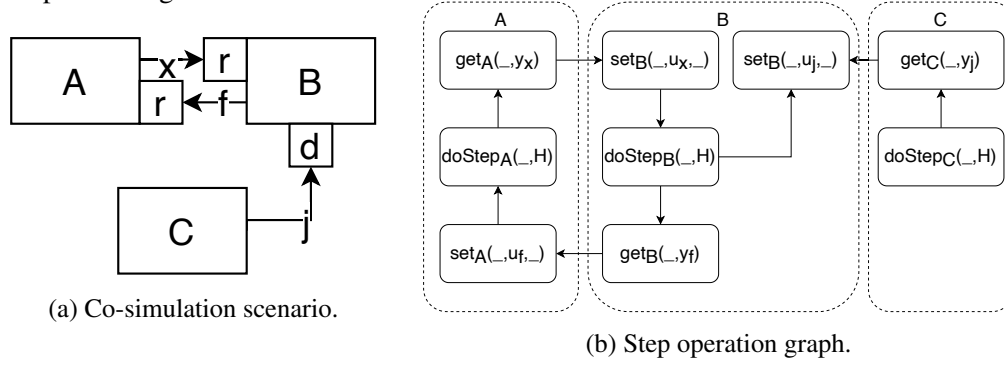 A
x
r
B
r
f
d
C
j
(a) Co-simulation scenario.
A
B
C
getA(_,yx)
setB(_,ux,_)
setB(_,uj,_)
getC(_,yj)
doStepA(_,H)
doStepB(_,H)
doStepC(_,H)
setA(_,uf,_)
getB(_,yf)
(b) Step operation graph.